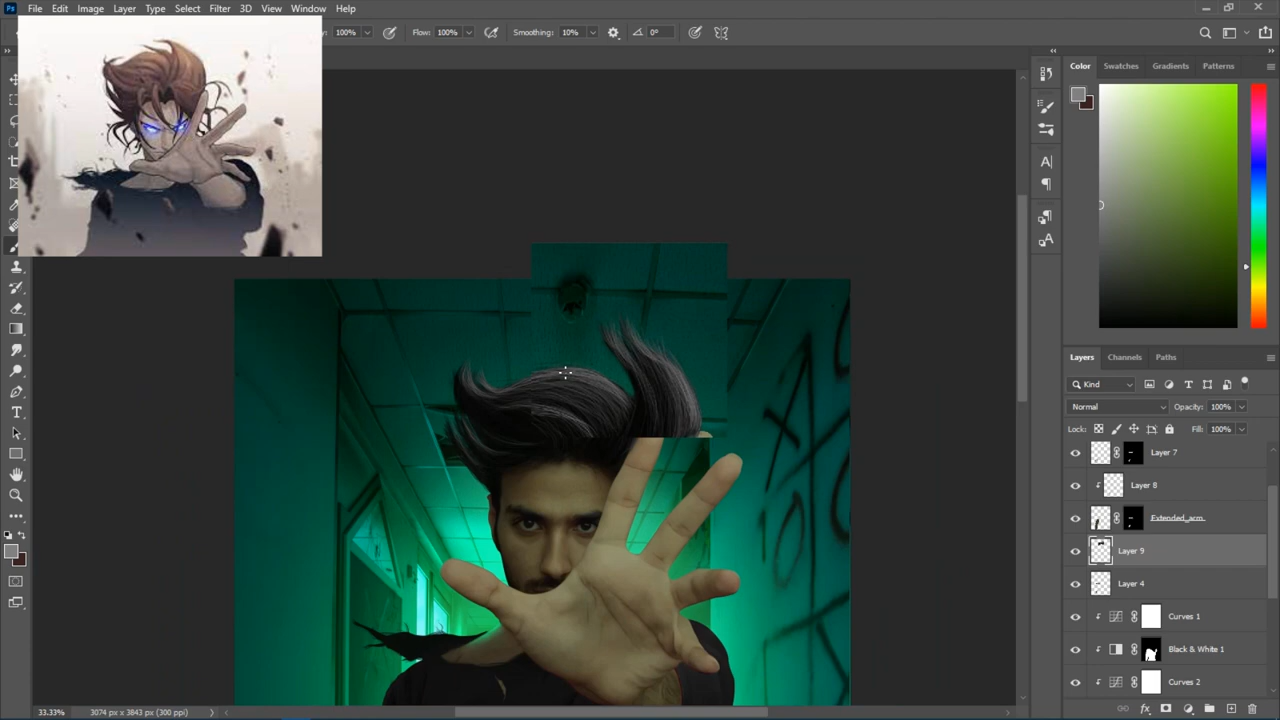 Ps File Edit Image Layer Type Select Filter 3D View Window Help
100% Flow: 100% Smoothing: 10% 0°
Color Swatches Gradients Patterns
Layers Channels Paths
Kind
Normal Opacity: 100%
Lock: Fill: 100%
Layer 7
Layer 8
Extended_arm
Layer 9
Layer 4
Curves 1
Black & White 1
Curves 2
33.33% 3074 px x 3843 px (300 ppi)